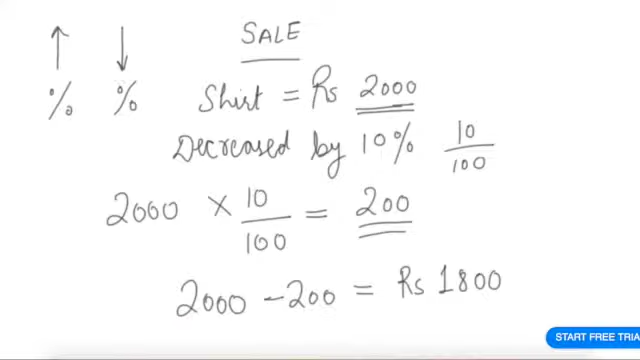 SALE
% % Shirt = Rs 2000
Decreased by 10% 10/100
2000 × 10/100 = 200
2000 - 200 = Rs 1800
START FREE TRIA